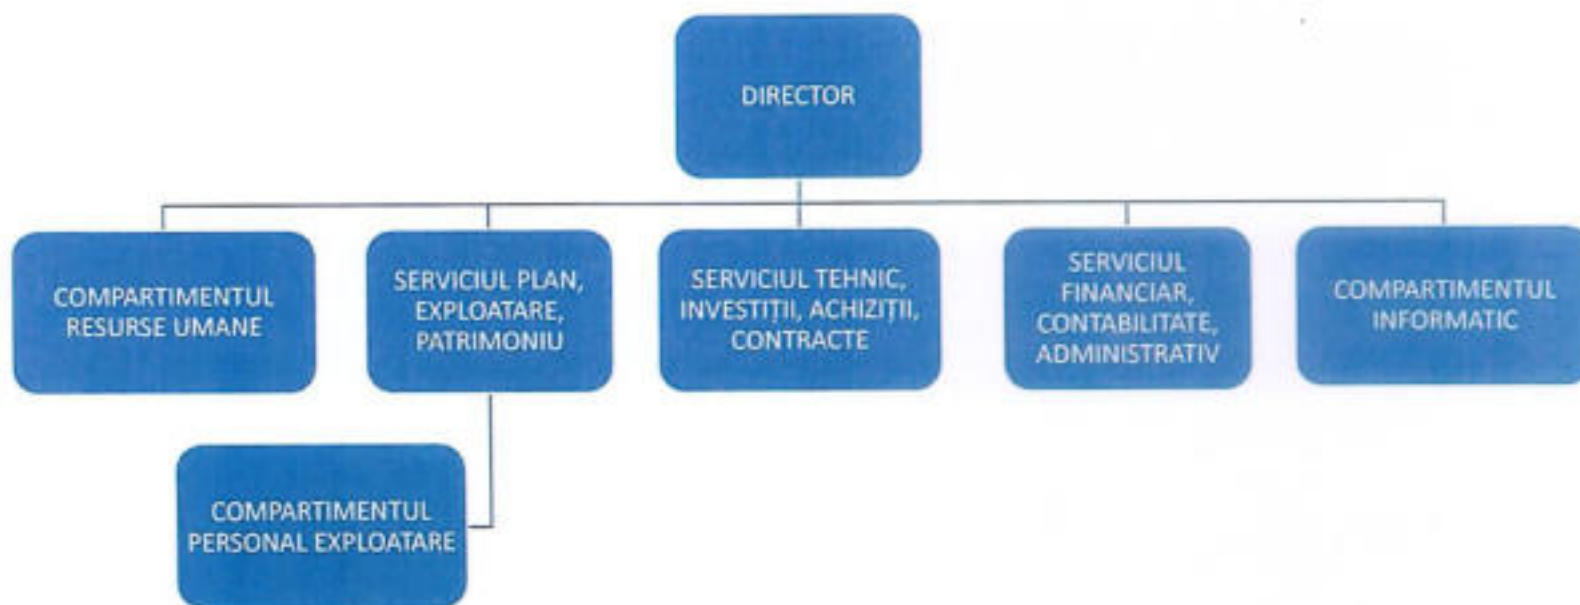 DIRECTOR
COMPARTIMENTUL
RESURSE UMANE
SERVICIUL PLAN,
EXPLOATARE,
PATRIMONIU
SERVICIUL TEHNIC,
INVESTIȚII, ACHIZIȚII,
CONTRACTE
SERVICIUL
FINANCIAR,
CONTABILITATE,
ADMINISTRATIV
COMPARTIMENTUL
INFORMATIC
COMPARTIMENTUL
PERSONAL EXPLOATARE